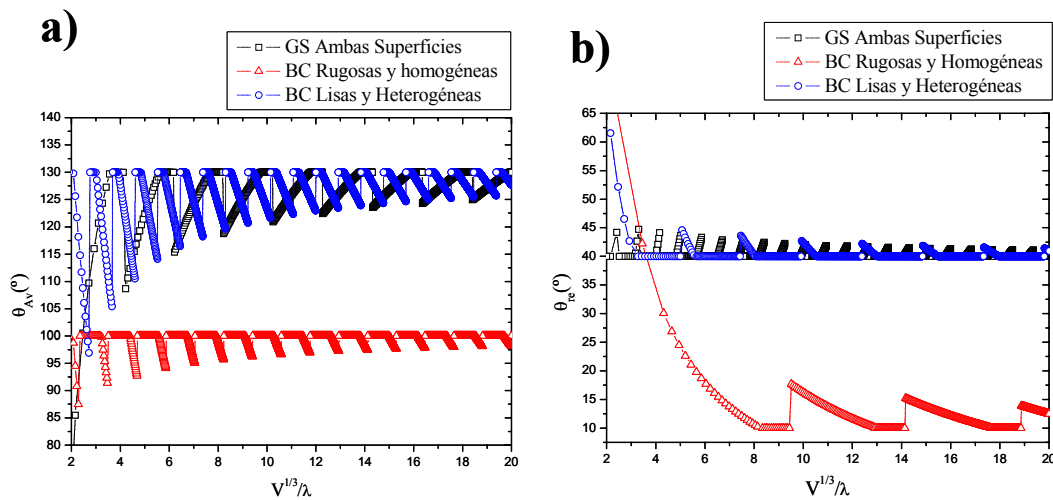 a)
GS Ambas Superficies
BC Rugosas y homogéneas
BC Lisas y Heterogéneas
140
135
130
125
120
115
110
105
100
95
90
85
80
θAv(º)
2 4 6 8 10 12 14 16 18 20
V1/3/λ
b)
GS Ambas Superficies
BC Rugosas y Homogéneas
BC Lisas y Heterogéneas
65
60
55
50
45
40
35
30
25
20
15
10
θre(º)
2 4 6 8 10 12 14 16 18 20
V1/3/λ